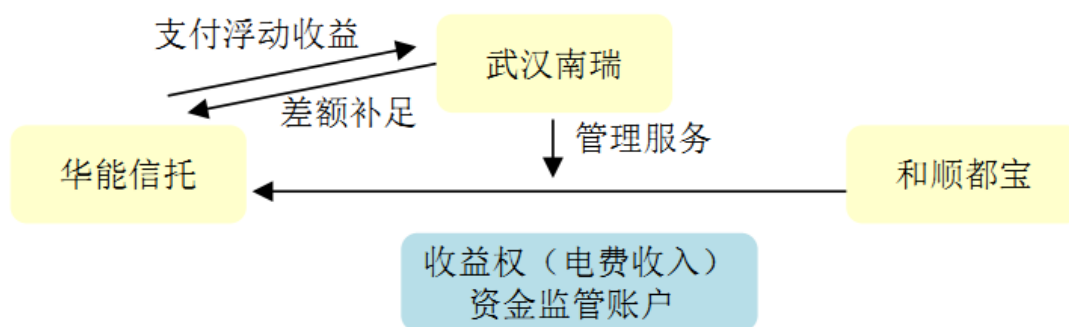 支付浮动收益
武汉南瑞
差额补足
管理服务
华能信托
和顺都宝
收益权（电费收入）
资金监管账户